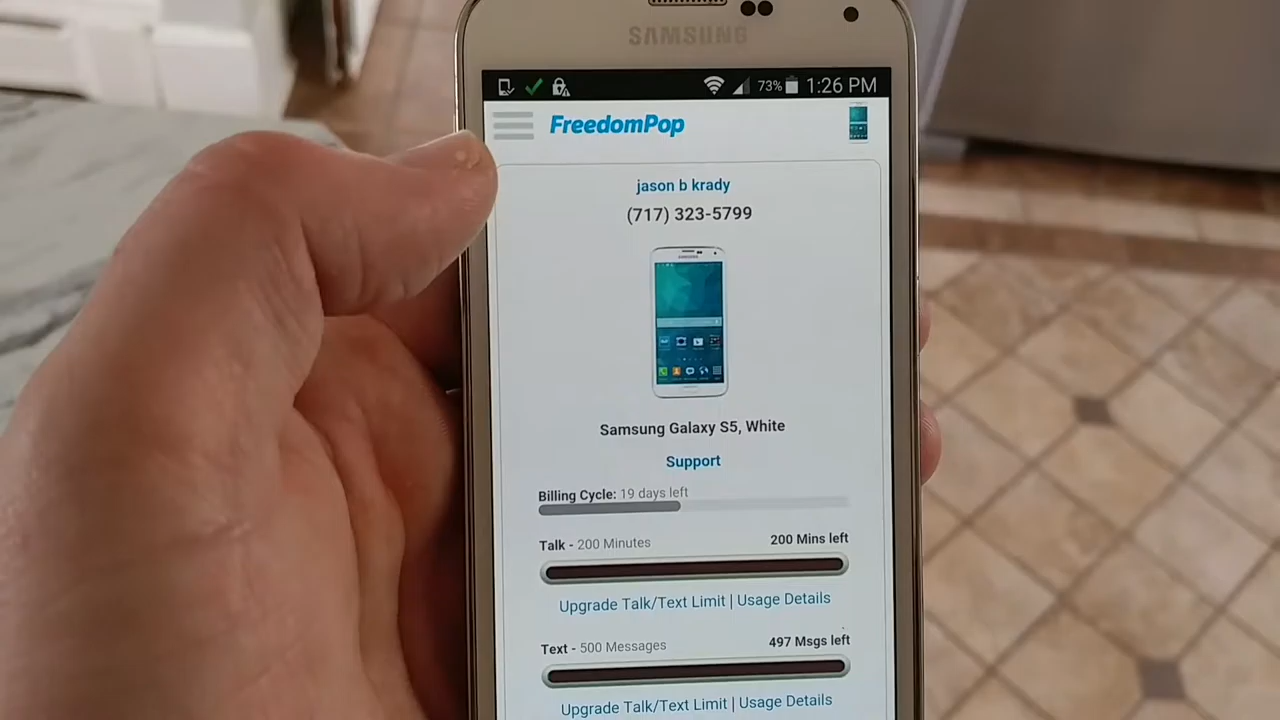 SAMSUNG
73% 1:26 PM
FreedomPop
jason b krady
(717) 323-5799
Samsung Galaxy S5, White
Support
Billing Cycle: 19 days left
Talk - 200 Minutes 200 Mins left
Upgrade Talk/Text Limit | Usage Details
Text - 500 Messages 497 Msgs left
Upgrade Talk/Text Limit | Usage Details